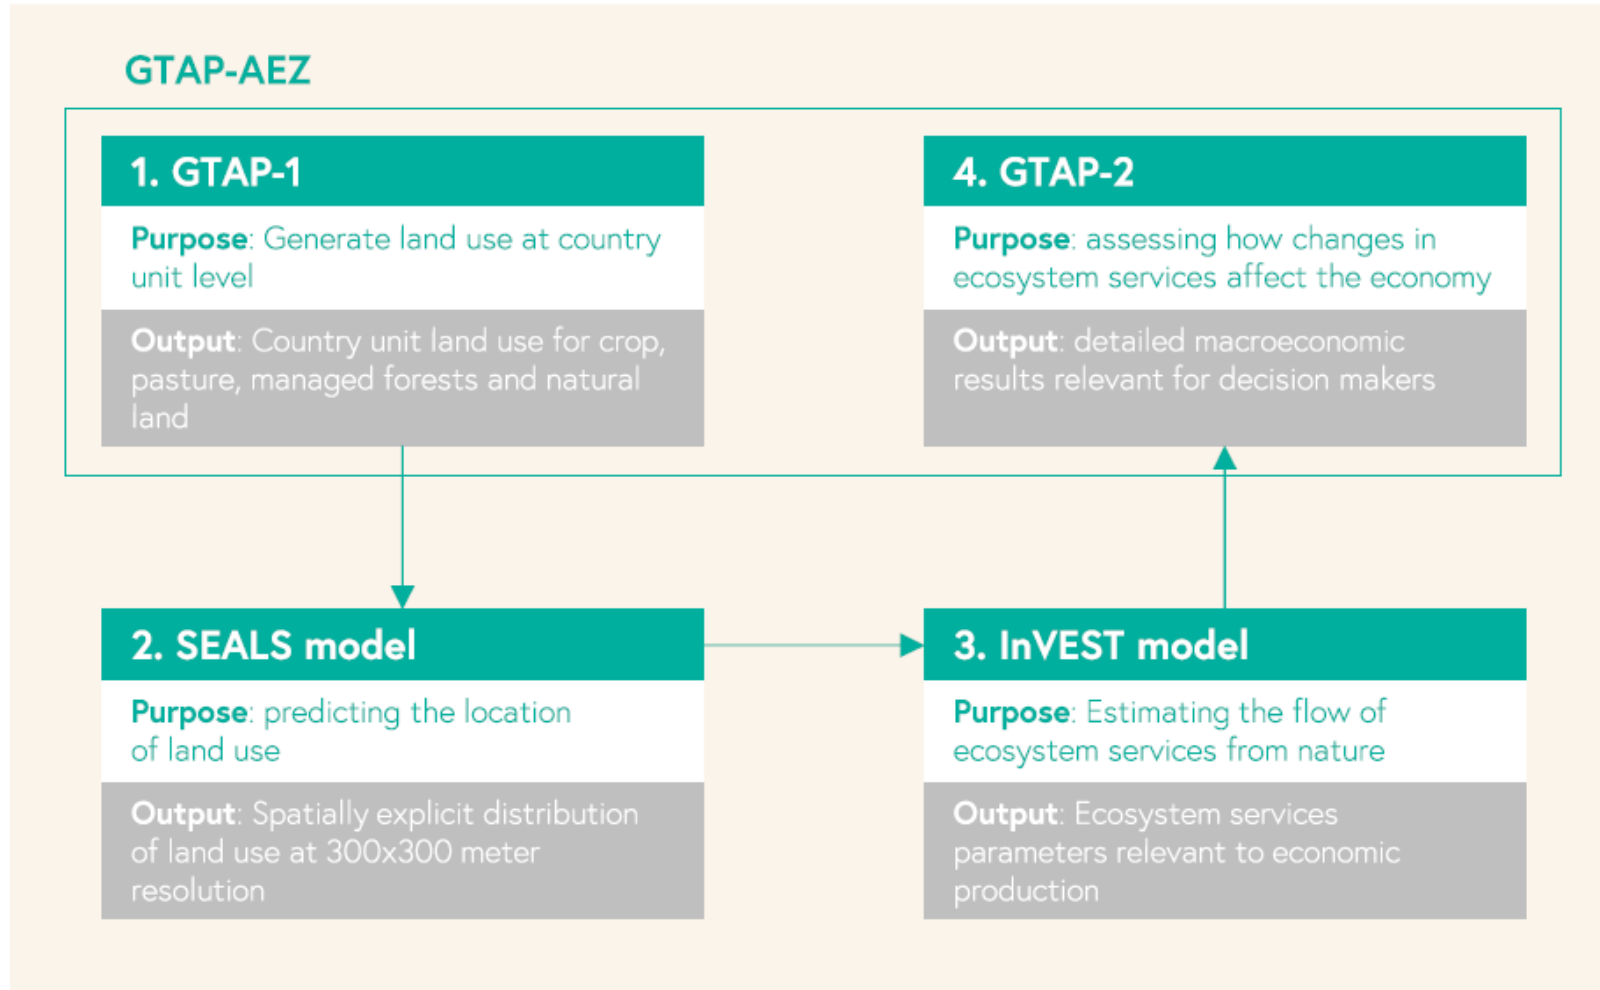 GTAP-AEZ
1. GTAP-1
Purpose: Generate land use at country
unit level
Output: Country unit land use for crop,
pasture, managed forests and natural
land
4. GTAP-2
Purpose: assessing how changes in
ecosystem services affect the economy
Output: detailed macroeconomic
results relevant for decision makers
2. SEALS model
Purpose: predicting the location
of land use
Output: Spatially explicit distribution
of land use at 300x300 meter
resolution
3. InVEST model
Purpose: Estimating the flow of
ecosystem services from nature
Output: Ecosystem services
parameters relevant to economic
production